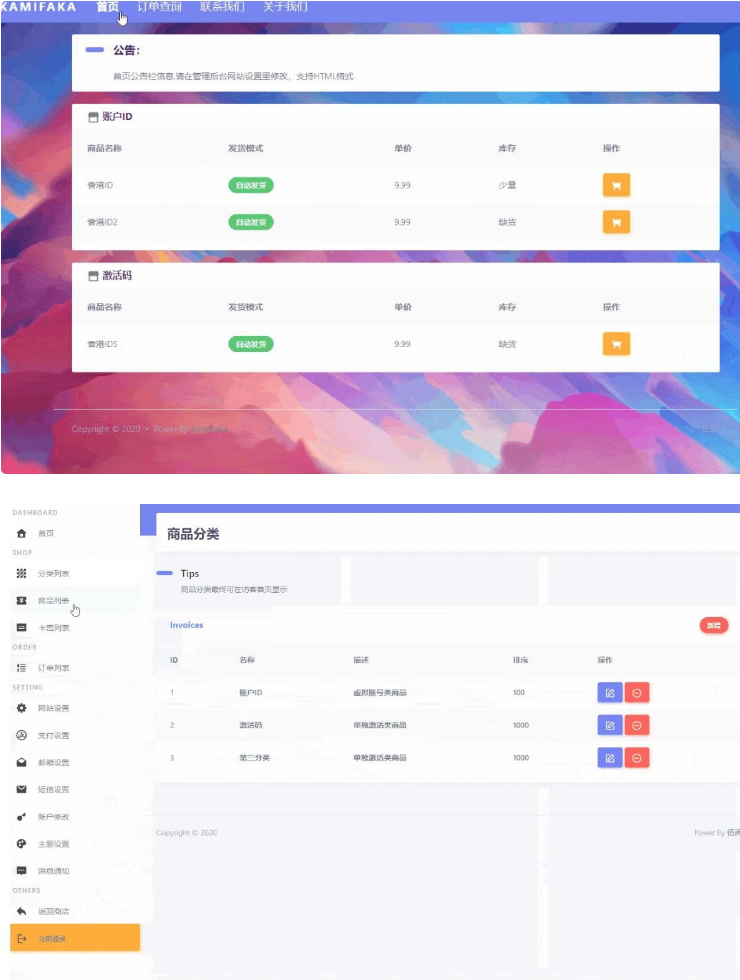 KAMIFAKA 首页 订单查询 联系我们 关于我们
公告:
首页公告栏信息,请在管理后台网站设置里修改，支持HTML格式
账户ID
商品名称 发货模式 单价 库存 操作
香港ID 自动发货 9.99 少量
香港ID2 自动发货 9.99 缺货
激活码
商品名称 发货模式 单价 库存 操作
香港IDS 自动发货 9.99 缺货
Copyright © 2020 • Power By
DASHBOARD
首页
SHOP
分类列表
商品列表
卡密列表
ORDER
订单列表
SETTING
网站设置
支付设置
邮箱设置
短信设置
账户修改
主题设置
消息通知
OTHERS
返回商店
注销登录
商品分类
Tips
商品分类最终可在访客首页显示
Invoices 新增
ID 名称 描述 排序 操作
1 账户ID 虚拟账号类商品 100
2 激活码 单独激活类商品 1000
3 第三分类 单独激活类商品 1000
Copyright © 2020 Power By